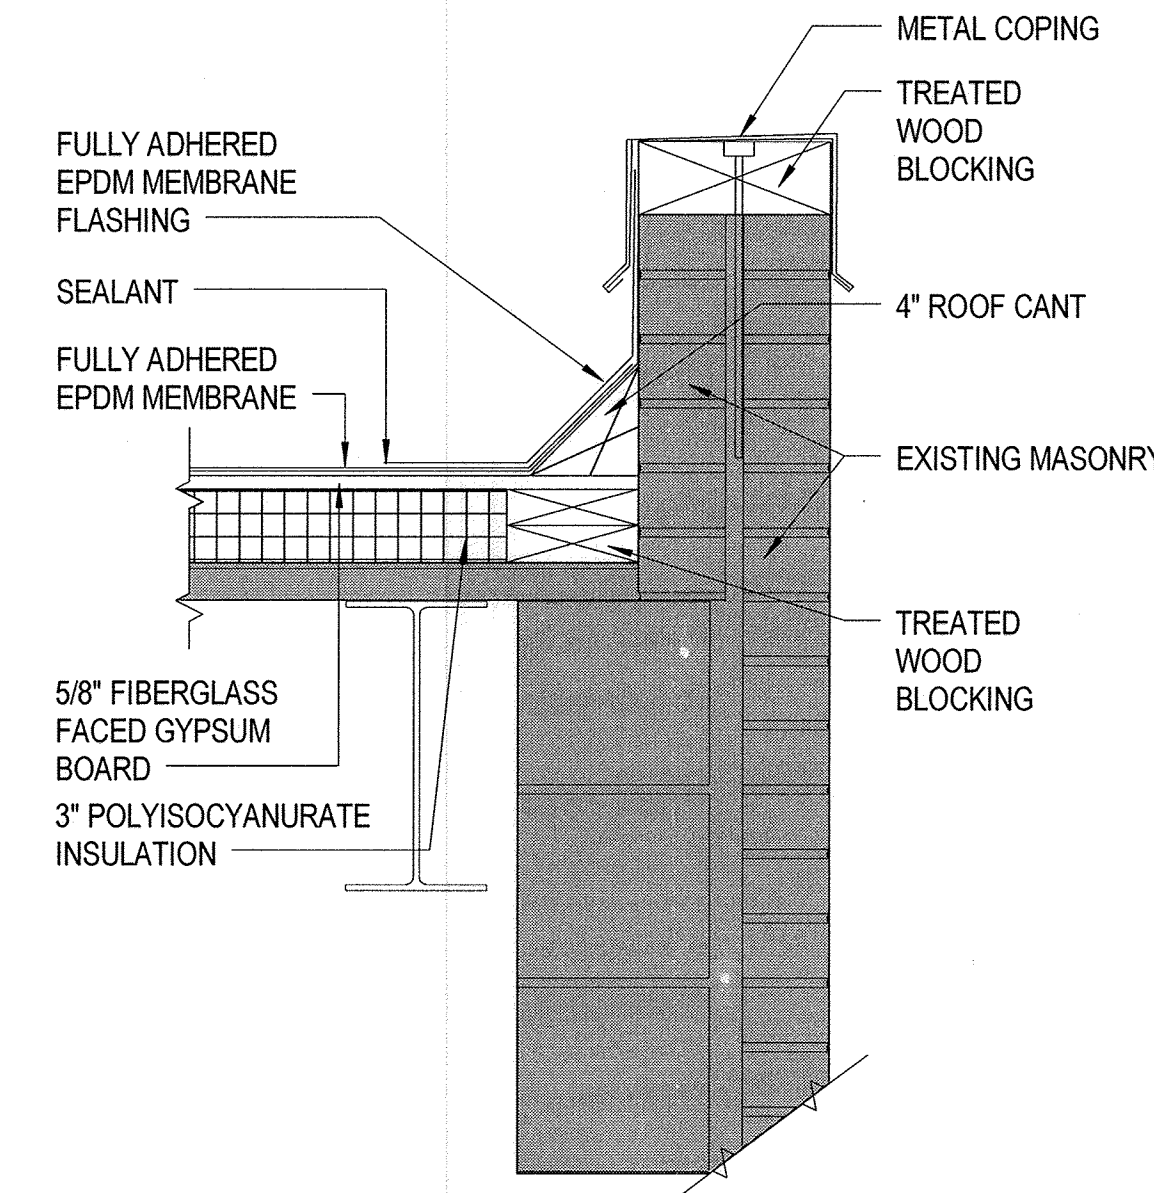 METAL COPING
TREATED
WOOD
BLOCKING
FULLY ADHERED
EPDM MEMBRANE
FLASHING
SEALANT
4" ROOF CANT
FULLY ADHERED
EPDM MEMBRANE
EXISTING MASONRY
TREATED
WOOD
BLOCKING
5/8" FIBERGLASS
FACED GYPSUM
BOARD
3" POLYISOCYANURATE
INSULATION